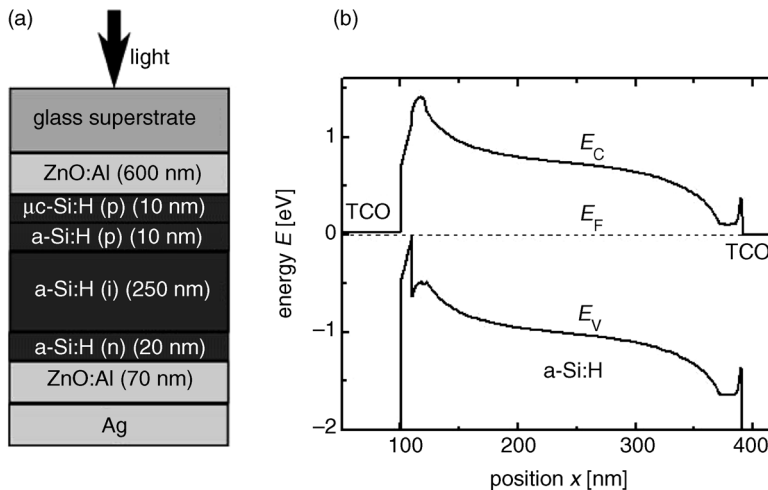 (a)
light
glass superstrate
ZnO:Al (600 nm)
μc-Si:H (p) (10 nm)
a-Si:H (p) (10 nm)
a-Si:H (i) (250 nm)
a-Si:H (n) (20 nm)
ZnO:Al (70 nm)
Ag
(b)
energy E [eV]
1
0
−1
−2
TCO
E_C
E_F
TCO
E_V
a-Si:H
100
200
300
400
position x [nm]